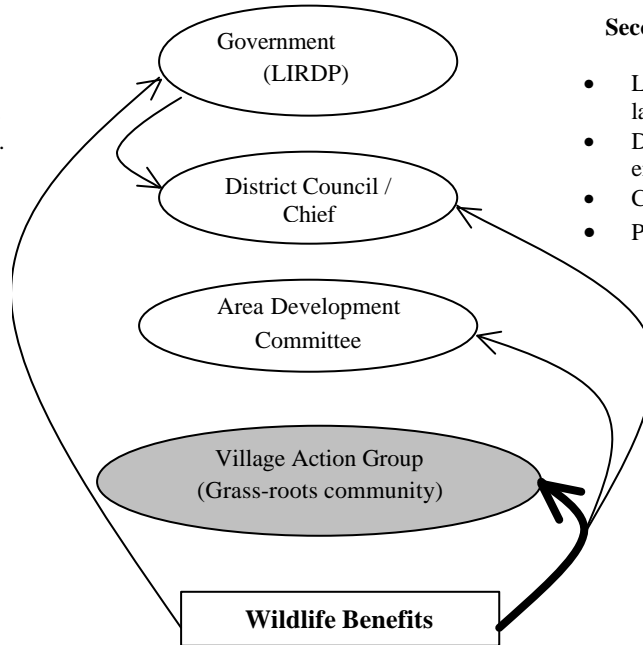 Government
(LIRDP)
District Council /
Chief
Area Development
Committee
Village Action Group
(Grass-roots community)
Wildlife Benefits